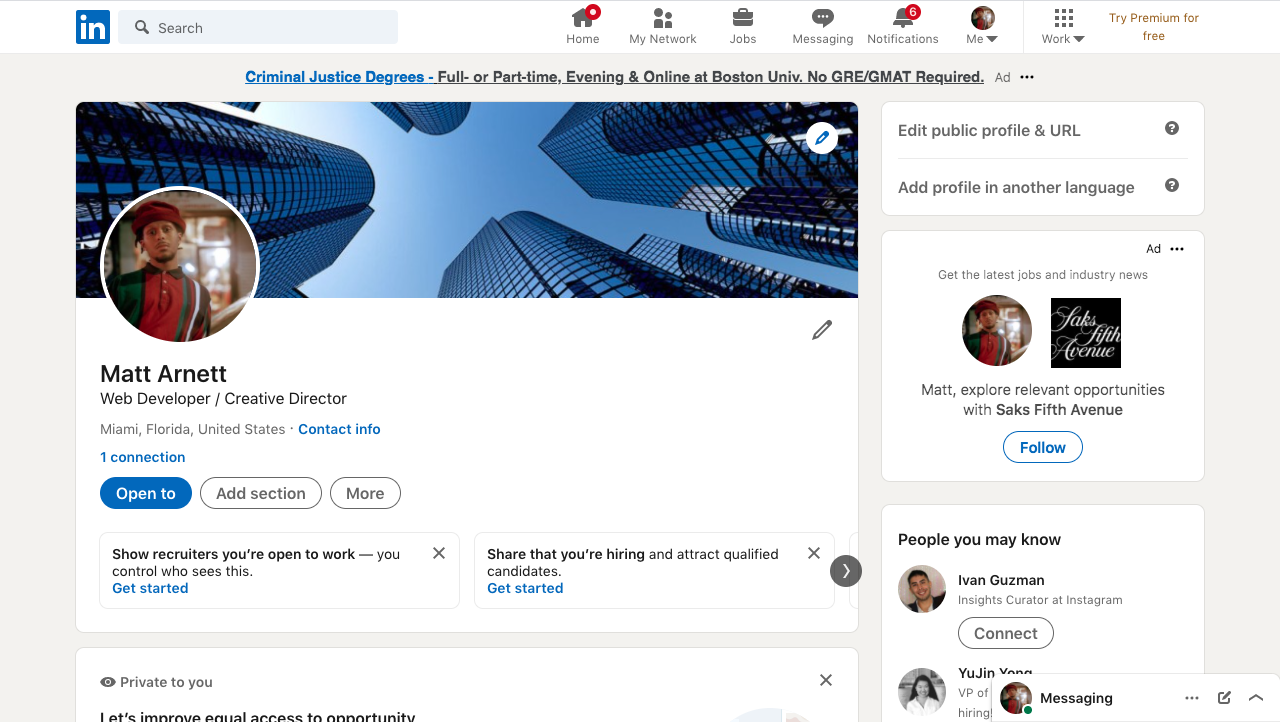 in
Search
Home
My Network
Jobs
Messaging
6
Notifications
Me
Work
Try Premium for
free
Criminal Justice Degrees - Full- or Part-time, Evening & Online at Boston Univ. No GRE/GMAT Required.
Ad
Matt Arnett
Web Developer / Creative Director
Miami, Florida, United States · Contact info
1 connection
Open to
Add section
More
Show recruiters you’re open to work — you
control who sees this.
Get started
Share that you’re hiring and attract qualified
candidates.
Get started
Private to you
Let’s improve equal access to opportunity
Edit public profile & URL
?
Add profile in another language
?
Ad
Get the latest jobs and industry news
Saks
fifth
Avenue
Matt, explore relevant opportunities
with Saks Fifth Avenue
Follow
People you may know
Ivan Guzman
Insights Curator at Instagram
Connect
YuJin Yong
VP of
hiring!
Messaging